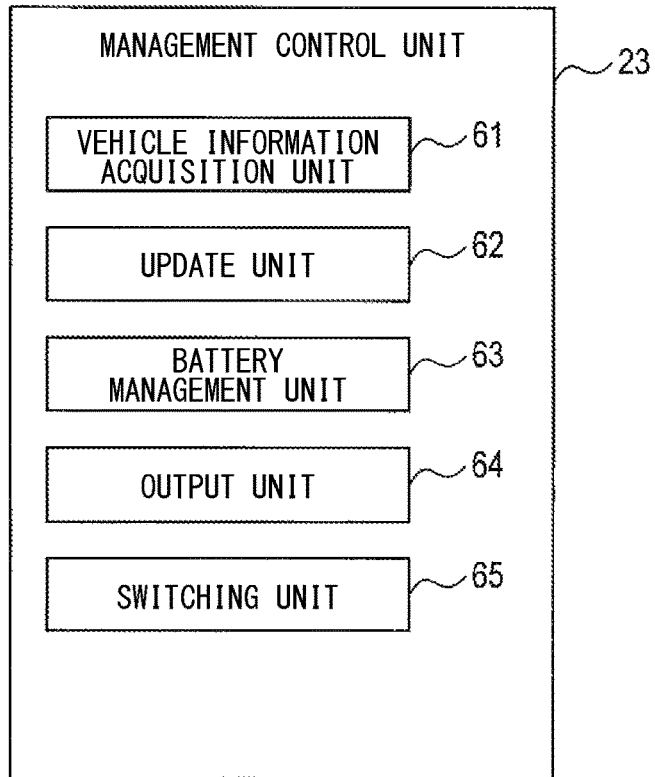 MANAGEMENT CONTROL UNIT
23
VEHICLE INFORMATION
ACQUISITION UNIT
61
UPDATE UNIT
62
BATTERY
MANAGEMENT UNIT
63
OUTPUT UNIT
64
SWITCHING UNIT
65